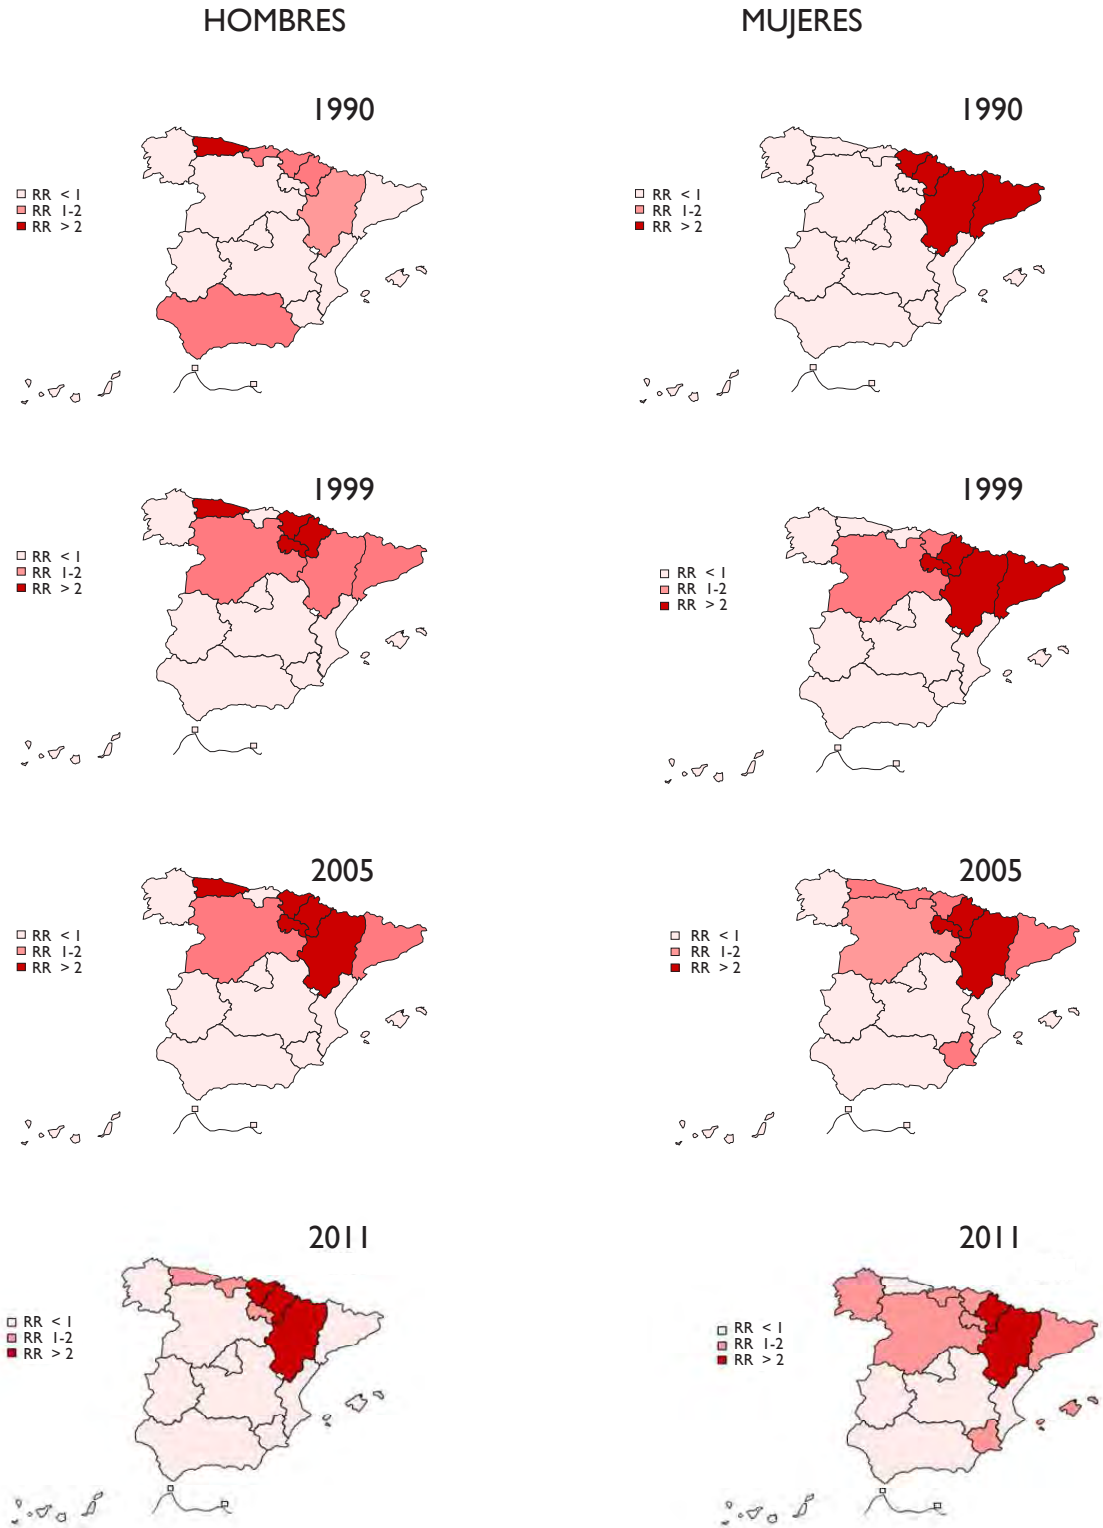 HOMBRES
MUJERES
1990
RR < 1
RR 1-2
RR > 2
1990
RR < 1
RR 1-2
RR > 2
1999
RR < 1
RR 1-2
RR > 2
1999
RR < 1
RR 1-2
RR > 2
2005
RR < 1
RR 1-2
RR > 2
2005
RR < 1
RR 1-2
RR > 2
2011
RR < 1
RR 1-2
RR > 2
2011
RR < 1
RR 1-2
RR > 2